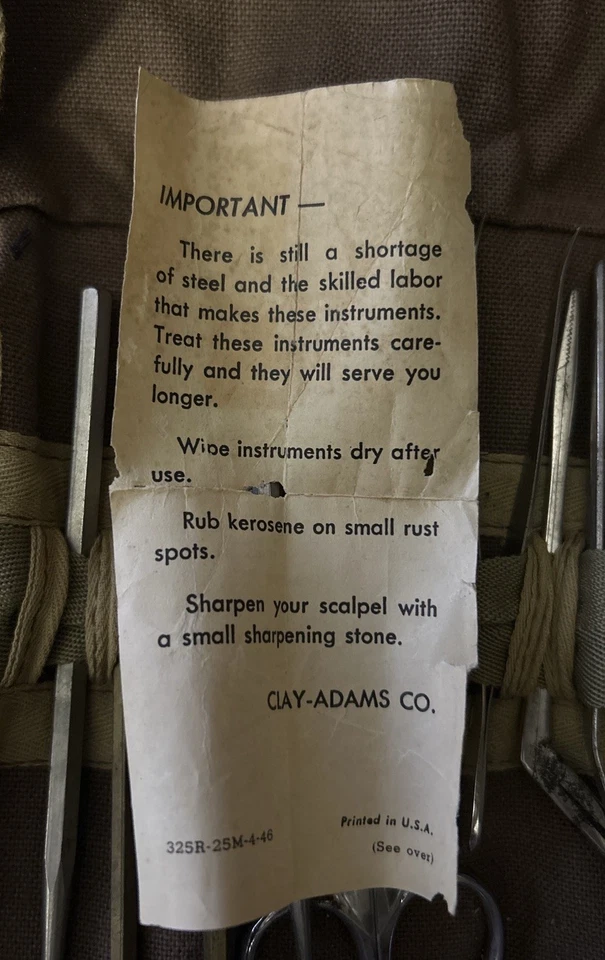 IMPORTANT —
There is still a shortage
of steel and the skilled labor
that makes these instruments.
Treat these instruments care-
fully and they will serve you
longer.
Wipe instruments dry after
use.
Rub kerosene on small rust
spots.
Sharpen your scalpel with
a small sharpening stone.
CLAY-ADAMS CO.
Printed in U.S.A.
325R-25M-4-46
(See over)